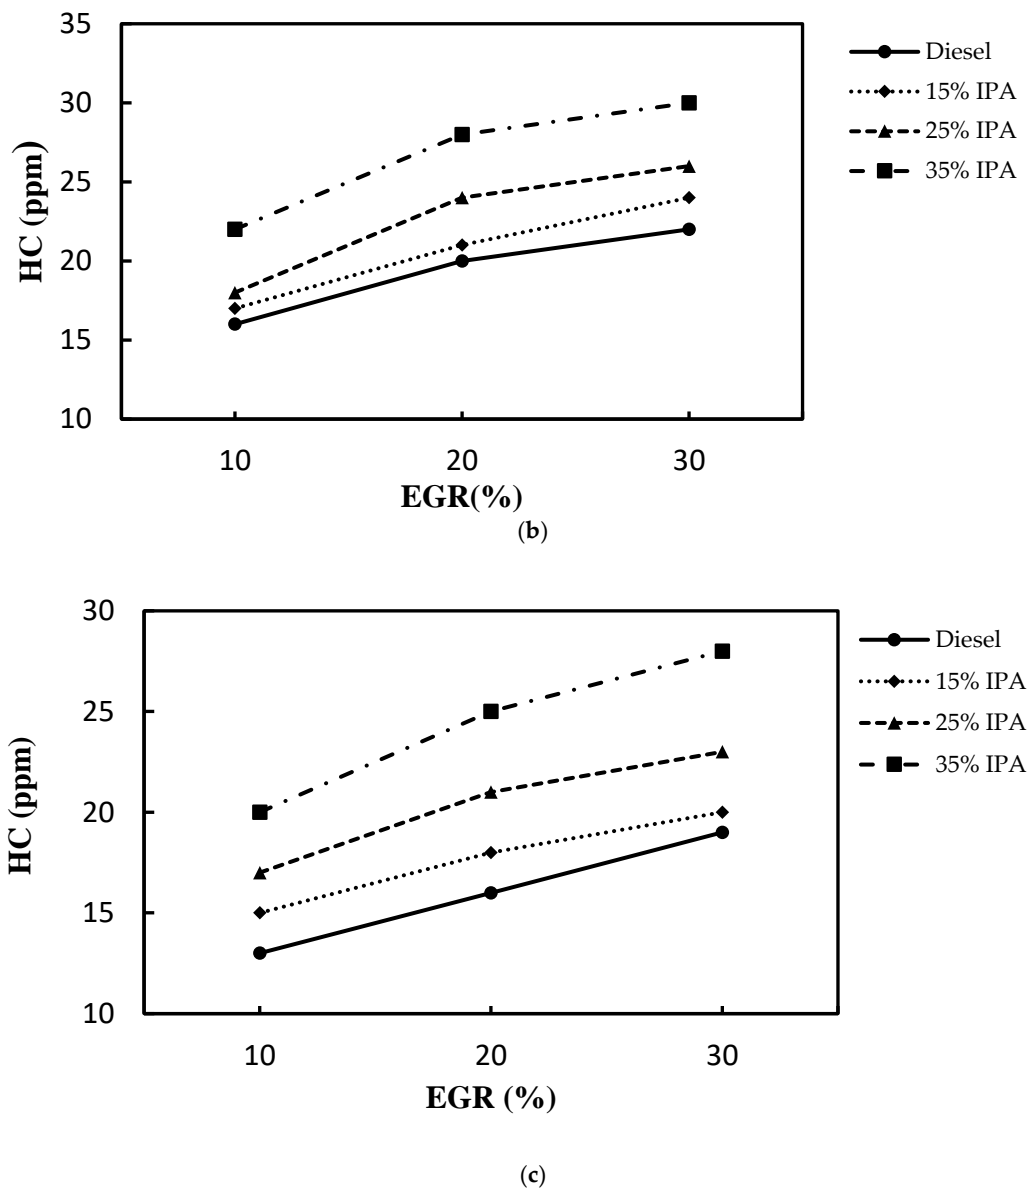 35
30
25
20
15
10
HC (ppm)
10 20 30
EGR(%)
Diesel
15% IPA
25% IPA
35% IPA
(b)
30
25
20
15
10
HC (ppm)
10 20 30
EGR (%)
Diesel
15% IPA
25% IPA
35% IPA
(c)